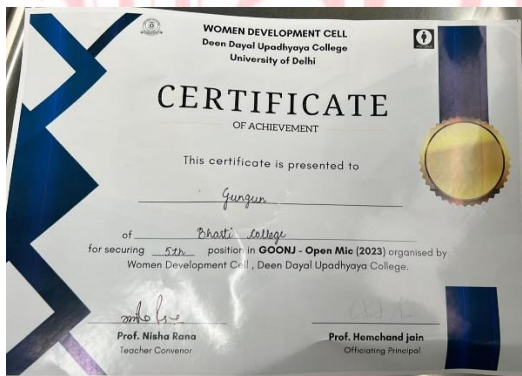 WOMEN DEVELOPMENT CELL
Deen Dayal Upadhyaya College
University of Delhi
CERTIFICATE
OF ACHIEVEMENT
This certificate is presented to
Gungun
of Bharti College
for securing 5th position in GOONJ - Open Mic (2023) organised by
Women Development Cell , Deen Dayal Upadhyaya College.
Prof. Nisha Rana
Prof. Hemchand jain
Teacher Convenor
Officiating Principal